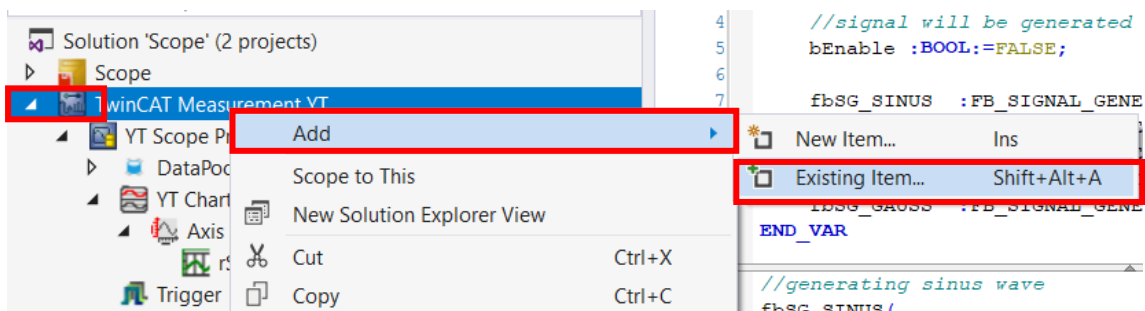 Solution 'Scope' (2 projects)
Scope
TwinCAT Measurement YT
YT Scope
DataPoo
YT Chart
Axis
Trigger
Add
Scope to This
New Solution Explorer View
Cut Ctrl+X
Copy Ctrl+C
New Item... Ins
Existing Item... Shift+Alt+A
4 //signal will be generated
5 bEnable :BOOL:=FALSE;
6
7 fbSG_SINUS :FB_SIGNAL_GENE
fbSG_GAUSS :FB_SIGNAL_GENE
END_VAR
//generating sinus wave
fbSG_SINUS(